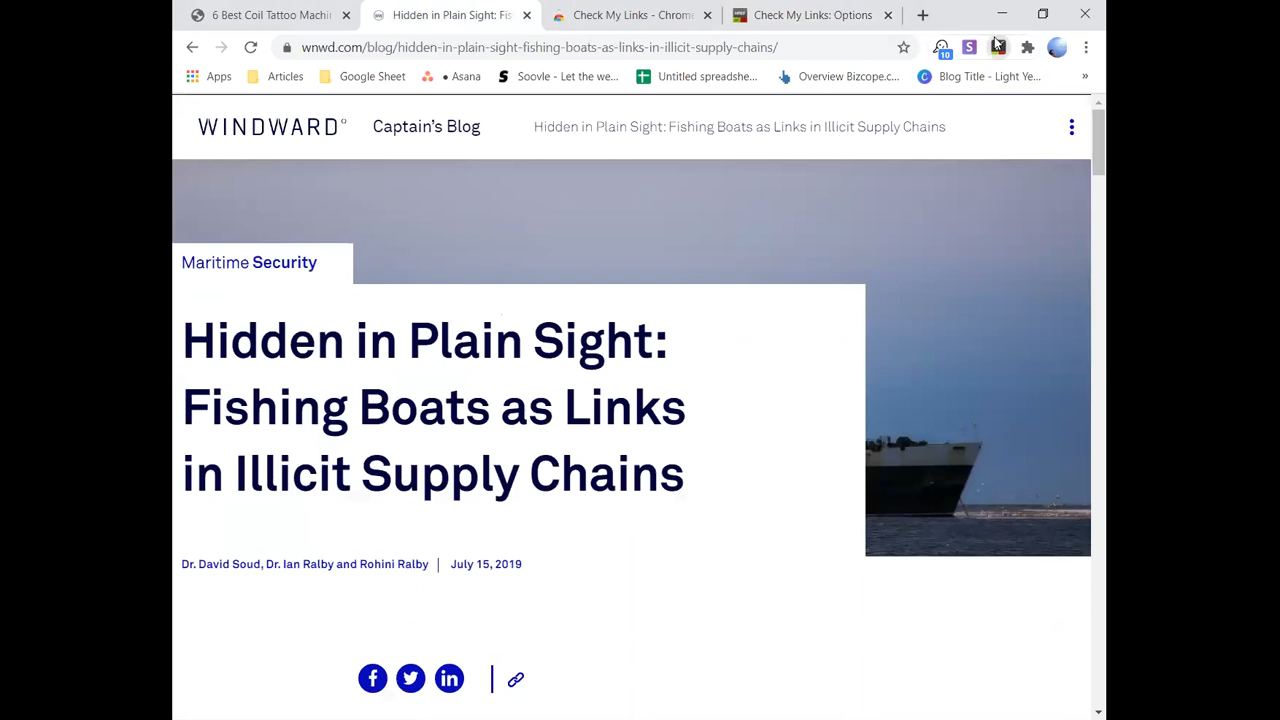 6 Best Coil Tattoo Machin
Hidden in Plain Sight: Fis
Check My Links - Chrome
Check My Links: Options
wnwd.com/blog/hidden-in-plain-sight-fishing-boats-as-links-in-illicit-supply-chains/
10
S
Apps
Articles
Google Sheet
• Asana
S Soovle - Let the we...
Untitled spreadshe...
Overview Bizcope.c...
Blog Title - Light Ye...
»
WINDWARD°
Captain's Blog
Hidden in Plain Sight: Fishing Boats as Links in Illicit Supply Chains
Maritime Security
Hidden in Plain Sight:
Fishing Boats as Links
in Illicit Supply Chains
Dr. David Soud, Dr. Ian Ralby and Rohini Ralby | July 15, 2019